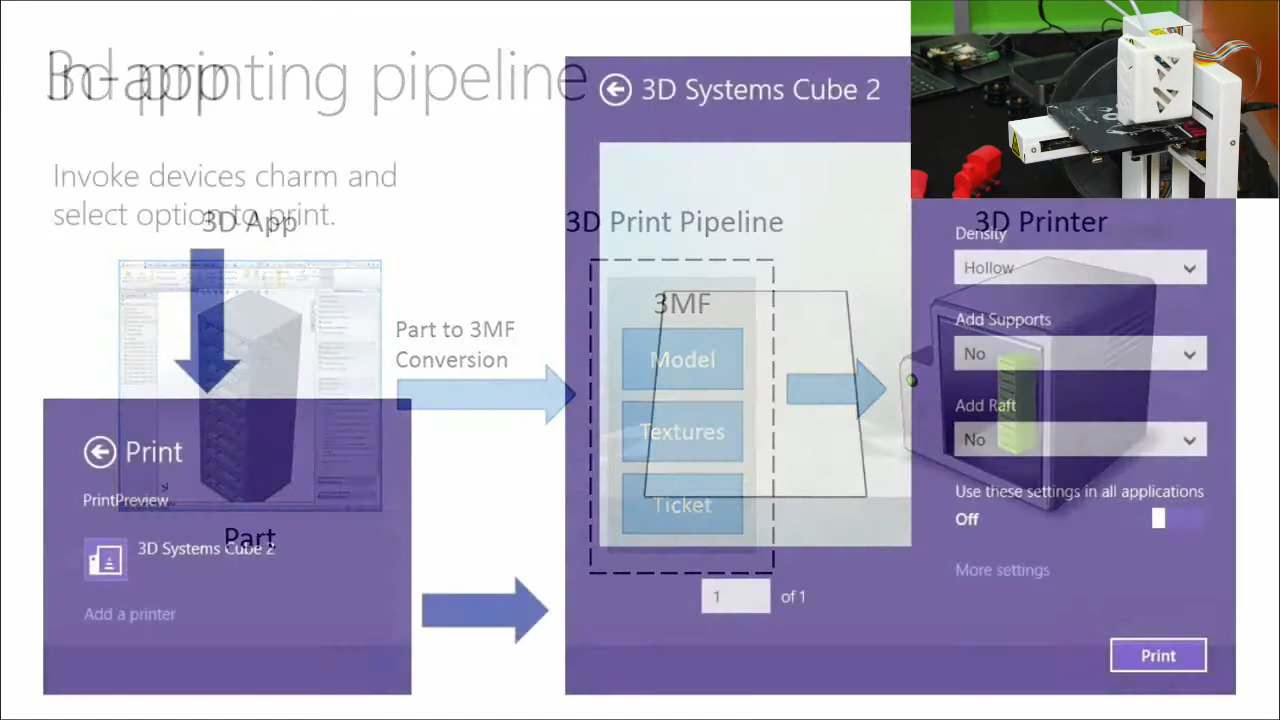 In-app
3d printing pipeline
Invoke devices charm and
select option to print.
3D App
Part to 3MF
Conversion
Part
Print
PrintPreview
3D Systems Cube 2
Add a printer
3D Systems Cube 2
3D Print Pipeline
3MF
Model
Textures
Ticket
1 of 1
3D Printer
Density
Hollow
Add Supports
No
Add Raft
No
Use these settings in all applications
Off
More settings
Print